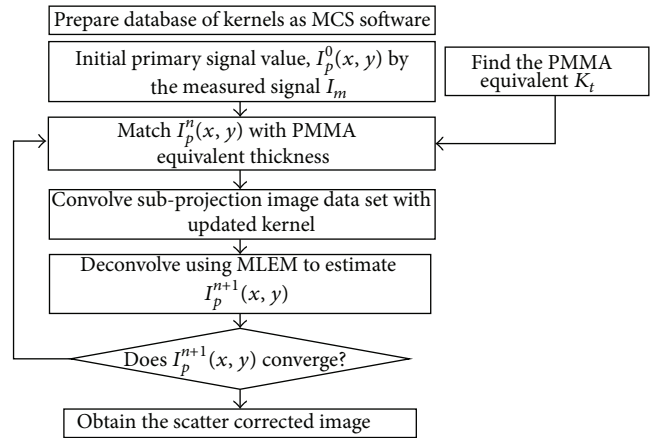 Prepare database of kernels as MCS software
Initial primary signal value, I_p^0(x, y) by
the measured signal I_m
Find the PMMA
equivalent K_t
Match I_p^n(x, y) with PMMA
equivalent thickness
Convolve sub-projection image data set with
updated kernel
Deconvolve using MLEM to estimate
I_p^{n+1}(x, y)
Does I_p^{n+1}(x, y) converge?
Obtain the scatter corrected image